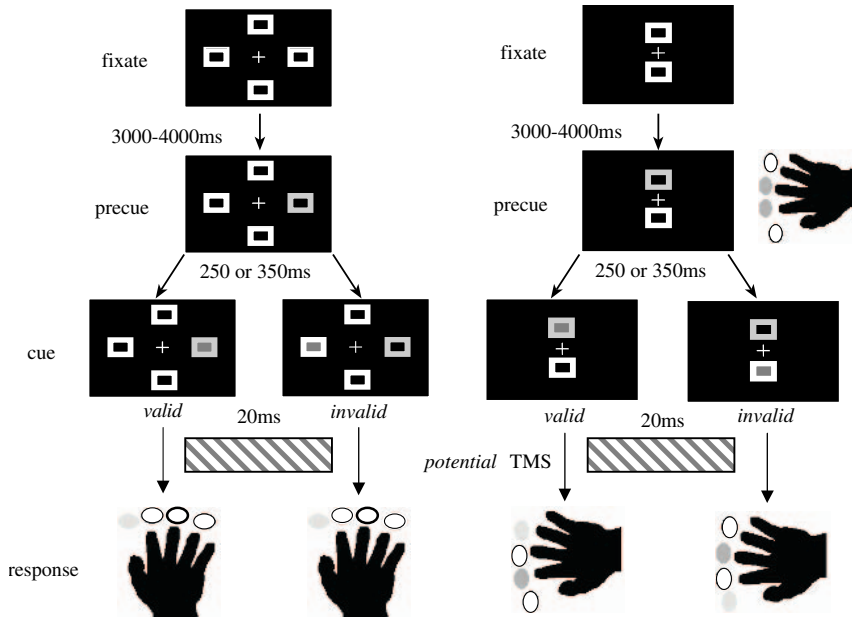 fixate
fixate
3000-4000ms
3000-4000ms
precue
precue
250 or 350ms
250 or 350ms
cue
valid
20ms
invalid
valid
20ms
invalid
potential TMS
response